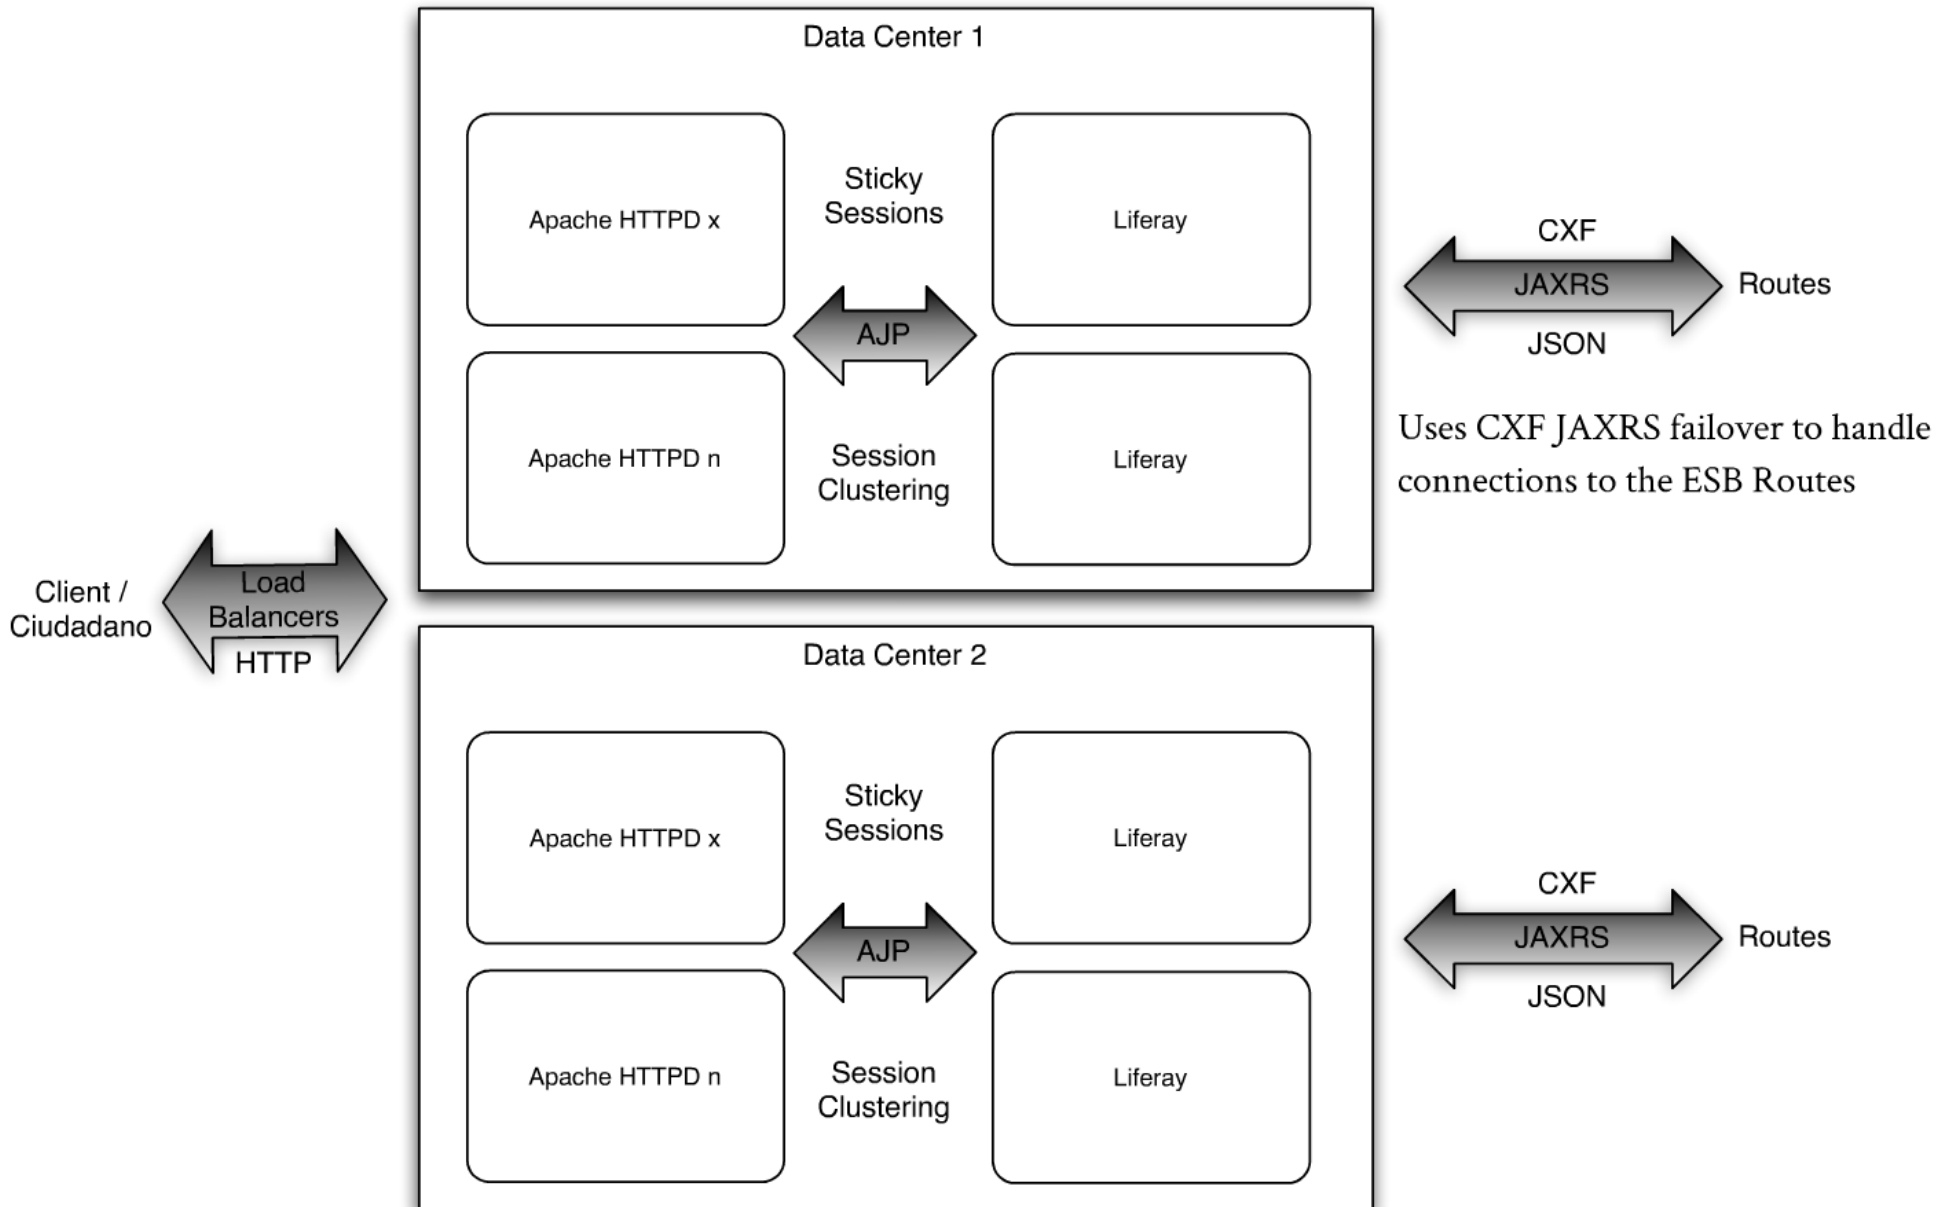 Data Center 1
Apache HTTPD x
Sticky
Sessions
Liferay
AJP
Apache HTTPD n
Session
Clustering
Liferay
CXF
JAXRS
JSON
Routes
Uses CXF JAXRS failover to handle
connections to the ESB Routes
Client /
Ciudadano
Load
Balancers
HTTP
Data Center 2
Apache HTTPD x
Sticky
Sessions
Liferay
AJP
Apache HTTPD n
Session
Clustering
Liferay
CXF
JAXRS
JSON
Routes